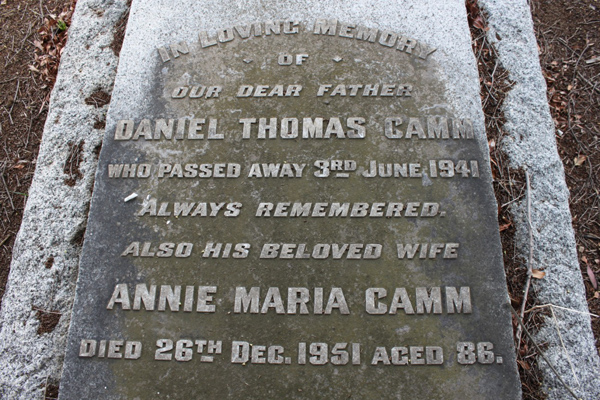 IN LOVING MEMORY
OF
OUR DEAR FATHER
DANIEL THOMAS CAMM
WHO PASSED AWAY 3RD JUNE, 1941
ALWAYS REMEMBERED.
ALSO HIS BELOVED WIFE
ANNIE MARIA CAMM
DIED 26TH DEC. 1951 AGED 86.